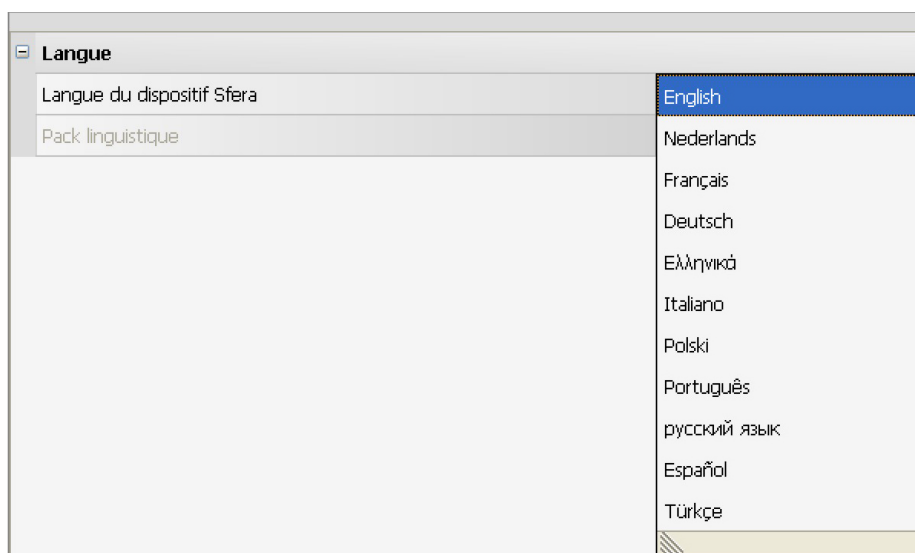 Langue
Langue du dispositif Sfera
English
Pack linguistique
Nederlands
Français
Deutsch
Ελληνικά
Italiano
Polski
Português
русский язык
Español
Türkçe